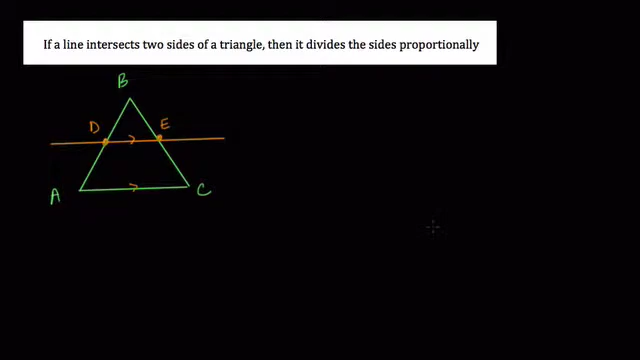 If a line intersects two sides of a triangle, then it divides the sides proportionally
B
D E
A C